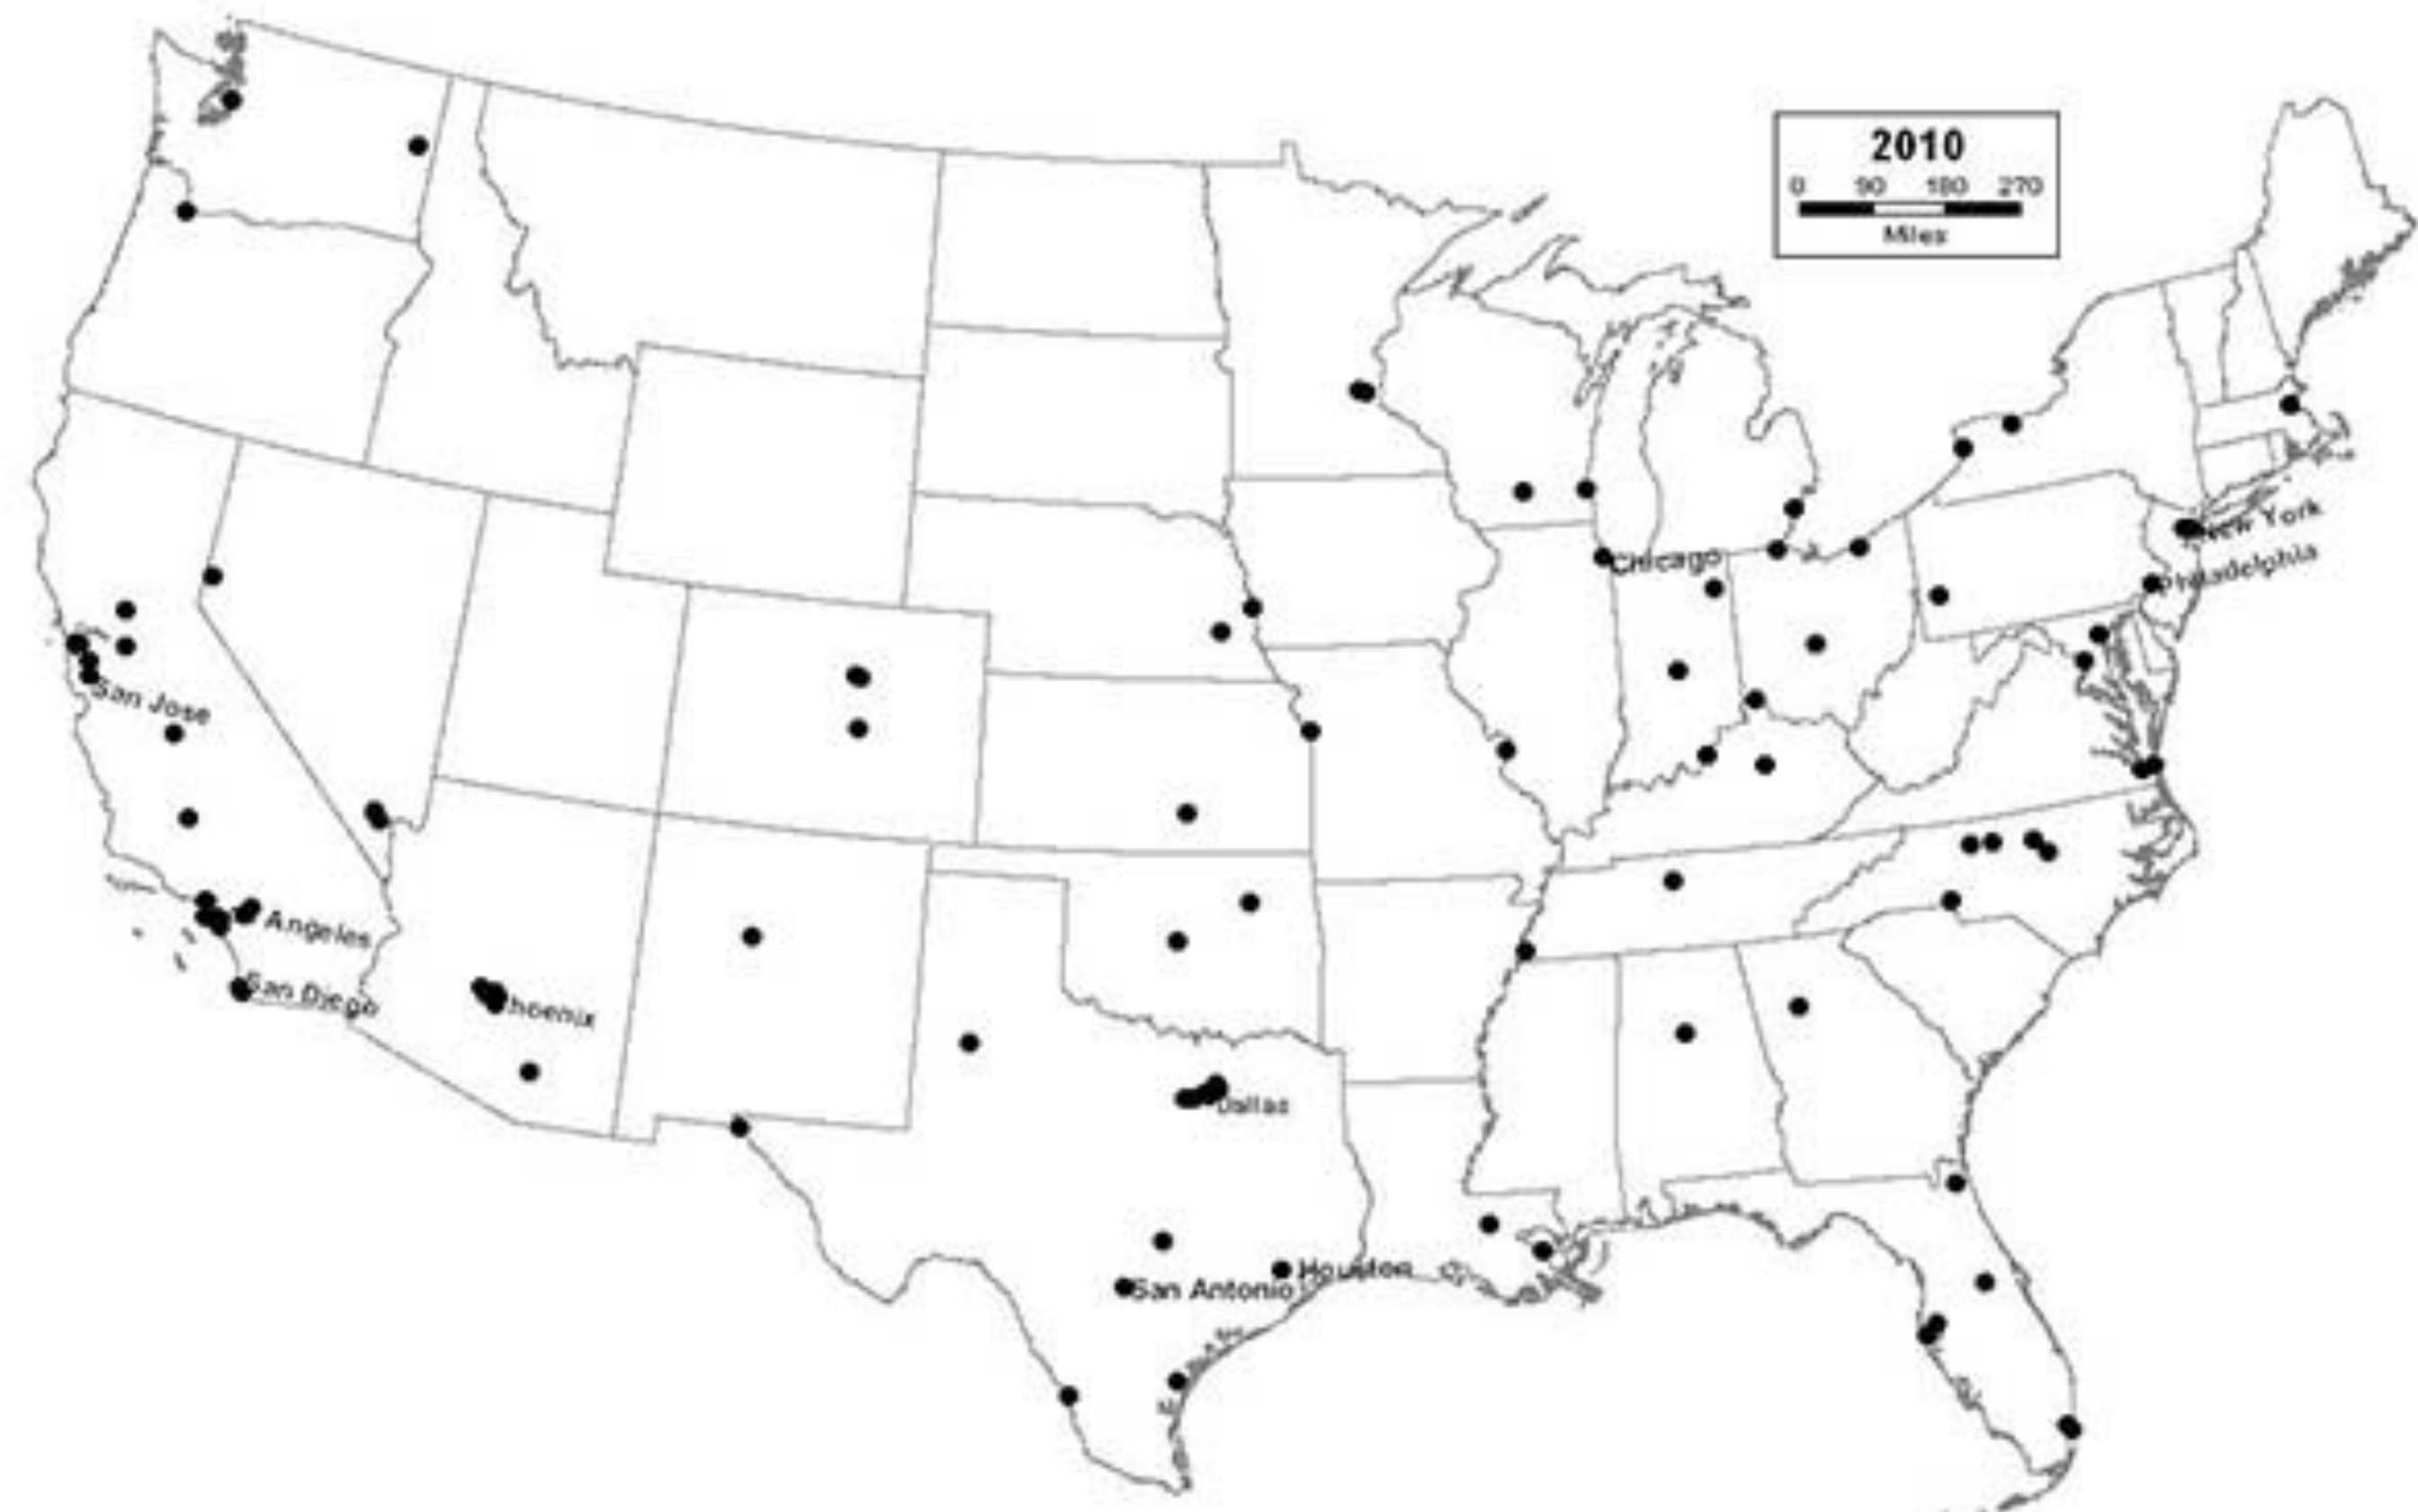 2010
0 90 180 270
Miles
New York
Chicago
Philadelphia
San Jose
Angeles
San Diego
hoenix
Dallas
Houston
San Antonio